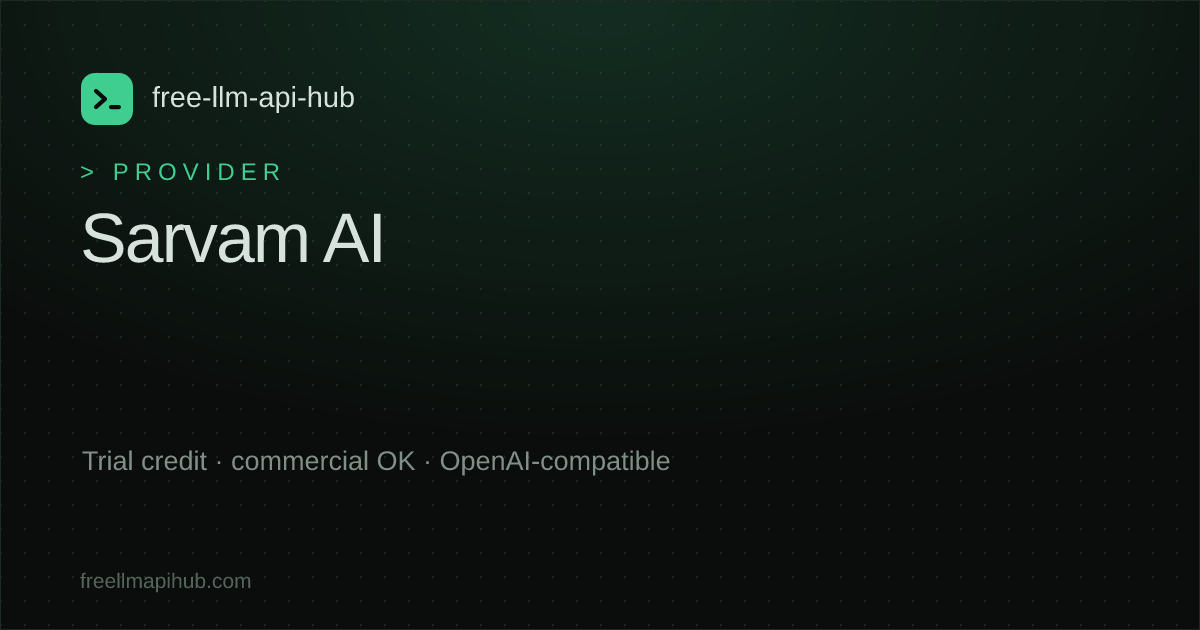 free-llm-api-hub
> PROVIDER
Sarvam AI
Trial credit · commercial OK · OpenAI-compatible
freellmapihub.com